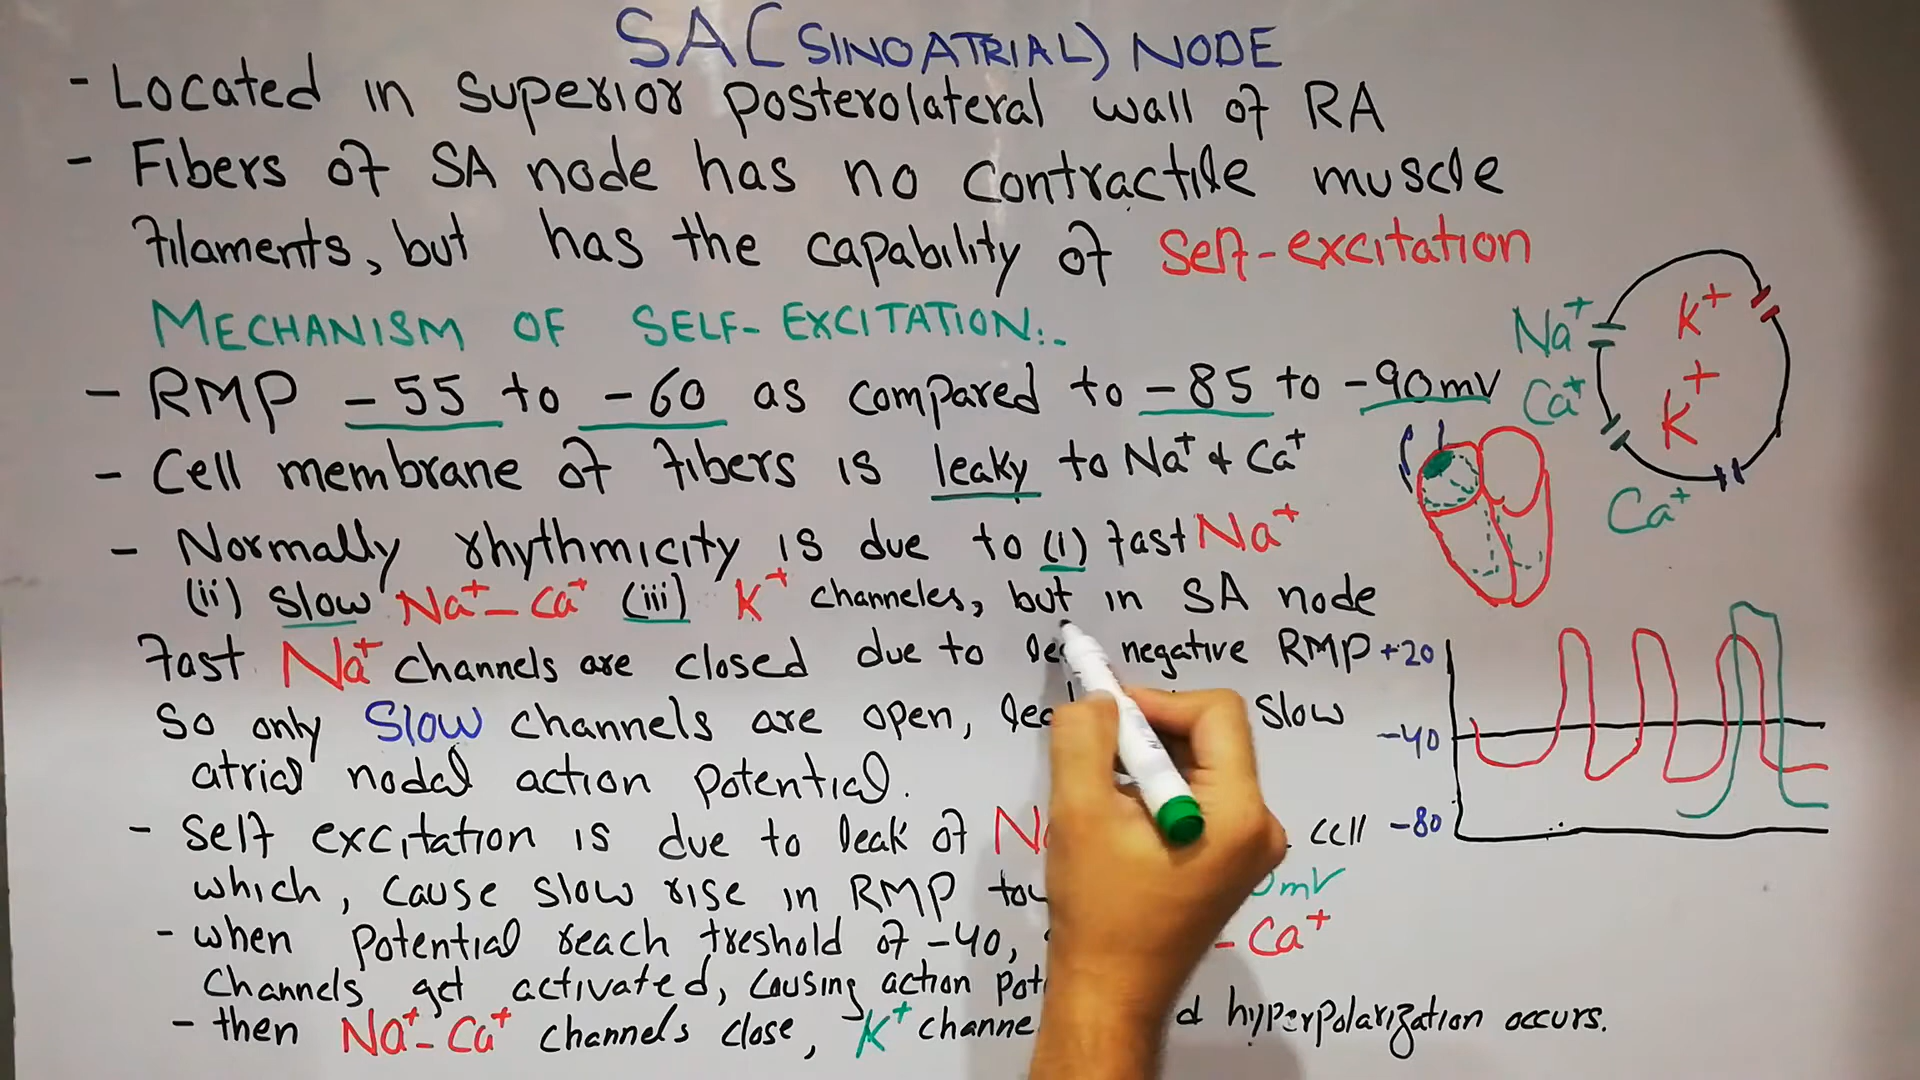 SA (SINOATRIAL) NODE
- Located in superior posterolateral wall of RA
- Fibers of SA node has no contractile muscle
filaments, but has the capability of self-excitation
MECHANISM OF SELF-EXCITATION:-
- RMP -55 to -60 as compared to -85 to -90mV
- Cell membrane of fibers is leaky to Na+ & Ca+
- Normally rhythmicity is due to (i) fast Na+
(ii) slow Na+-Ca+ (iii) K+ channeles, but in SA node
fast Na+ channels are closed due to negative RMP
So only Slow channels are open, slow
atrial nodal action potential.
- self excitation is due to leak of cell
which, cause slow rise in RMP mV
- when potential reach treshold of -40, - Ca+
channels get activated, causing action
- then Na+-Ca+ channels close, K+ hyperpolarization occurs.
Na+
Ca+
K+
K+
Ca+
+20
-40
-80